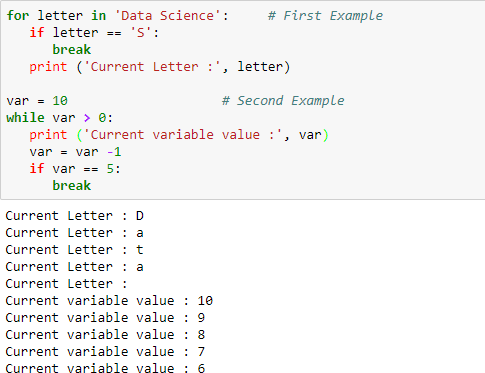 for letter in 'Data Science':     # First Example
   if letter == 'S':
      break
   print ('Current Letter :', letter)

var = 10                    # Second Example
while var > 0:
   print ('Current variable value :', var)
   var = var -1
   if var == 5:
      break
Current Letter : D
Current Letter : a
Current Letter : t
Current Letter : a
Current Letter :
Current variable value : 10
Current variable value : 9
Current variable value : 8
Current variable value : 7
Current variable value : 6